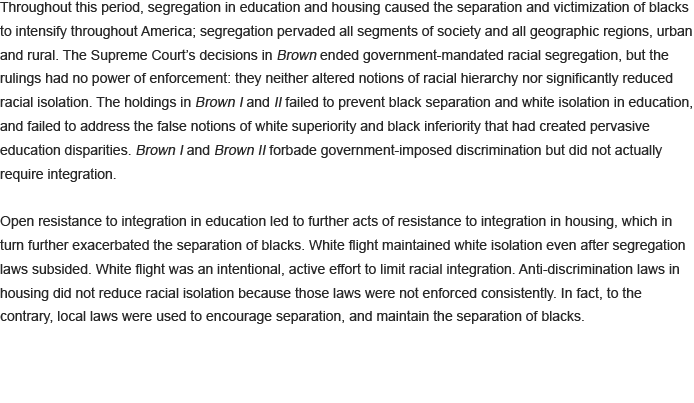 Throughout this period, segregation in education and housing caused the separation and victimization of blacks
to intensify throughout America; segregation pervaded all segments of society and all geographic regions, urban
and rural. The Supreme Court's decisions in Brown ended government-mandated racial segregation, but the
rulings had no power of enforcement: they neither altered notions of racial hierarchy nor significantly reduced
racial isolation. The holdings in Brown I and II failed to prevent black separation and white isolation in education,
and failed to address the false notions of white superiority and black inferiority that had created pervasive
education disparities. Brown I and Brown II forbade government-imposed discrimination but did not actually
require integration.

Open resistance to integration in education led to further acts of resistance to integration in housing, which in
turn further exacerbated the separation of blacks. White flight maintained white isolation even after segregation
laws subsided. White flight was an intentional, active effort to limit racial integration. Anti-discrimination laws in
housing did not reduce racial isolation because those laws were not enforced consistently. In fact, to the
contrary, local laws were used to encourage separation, and maintain the separation of blacks.